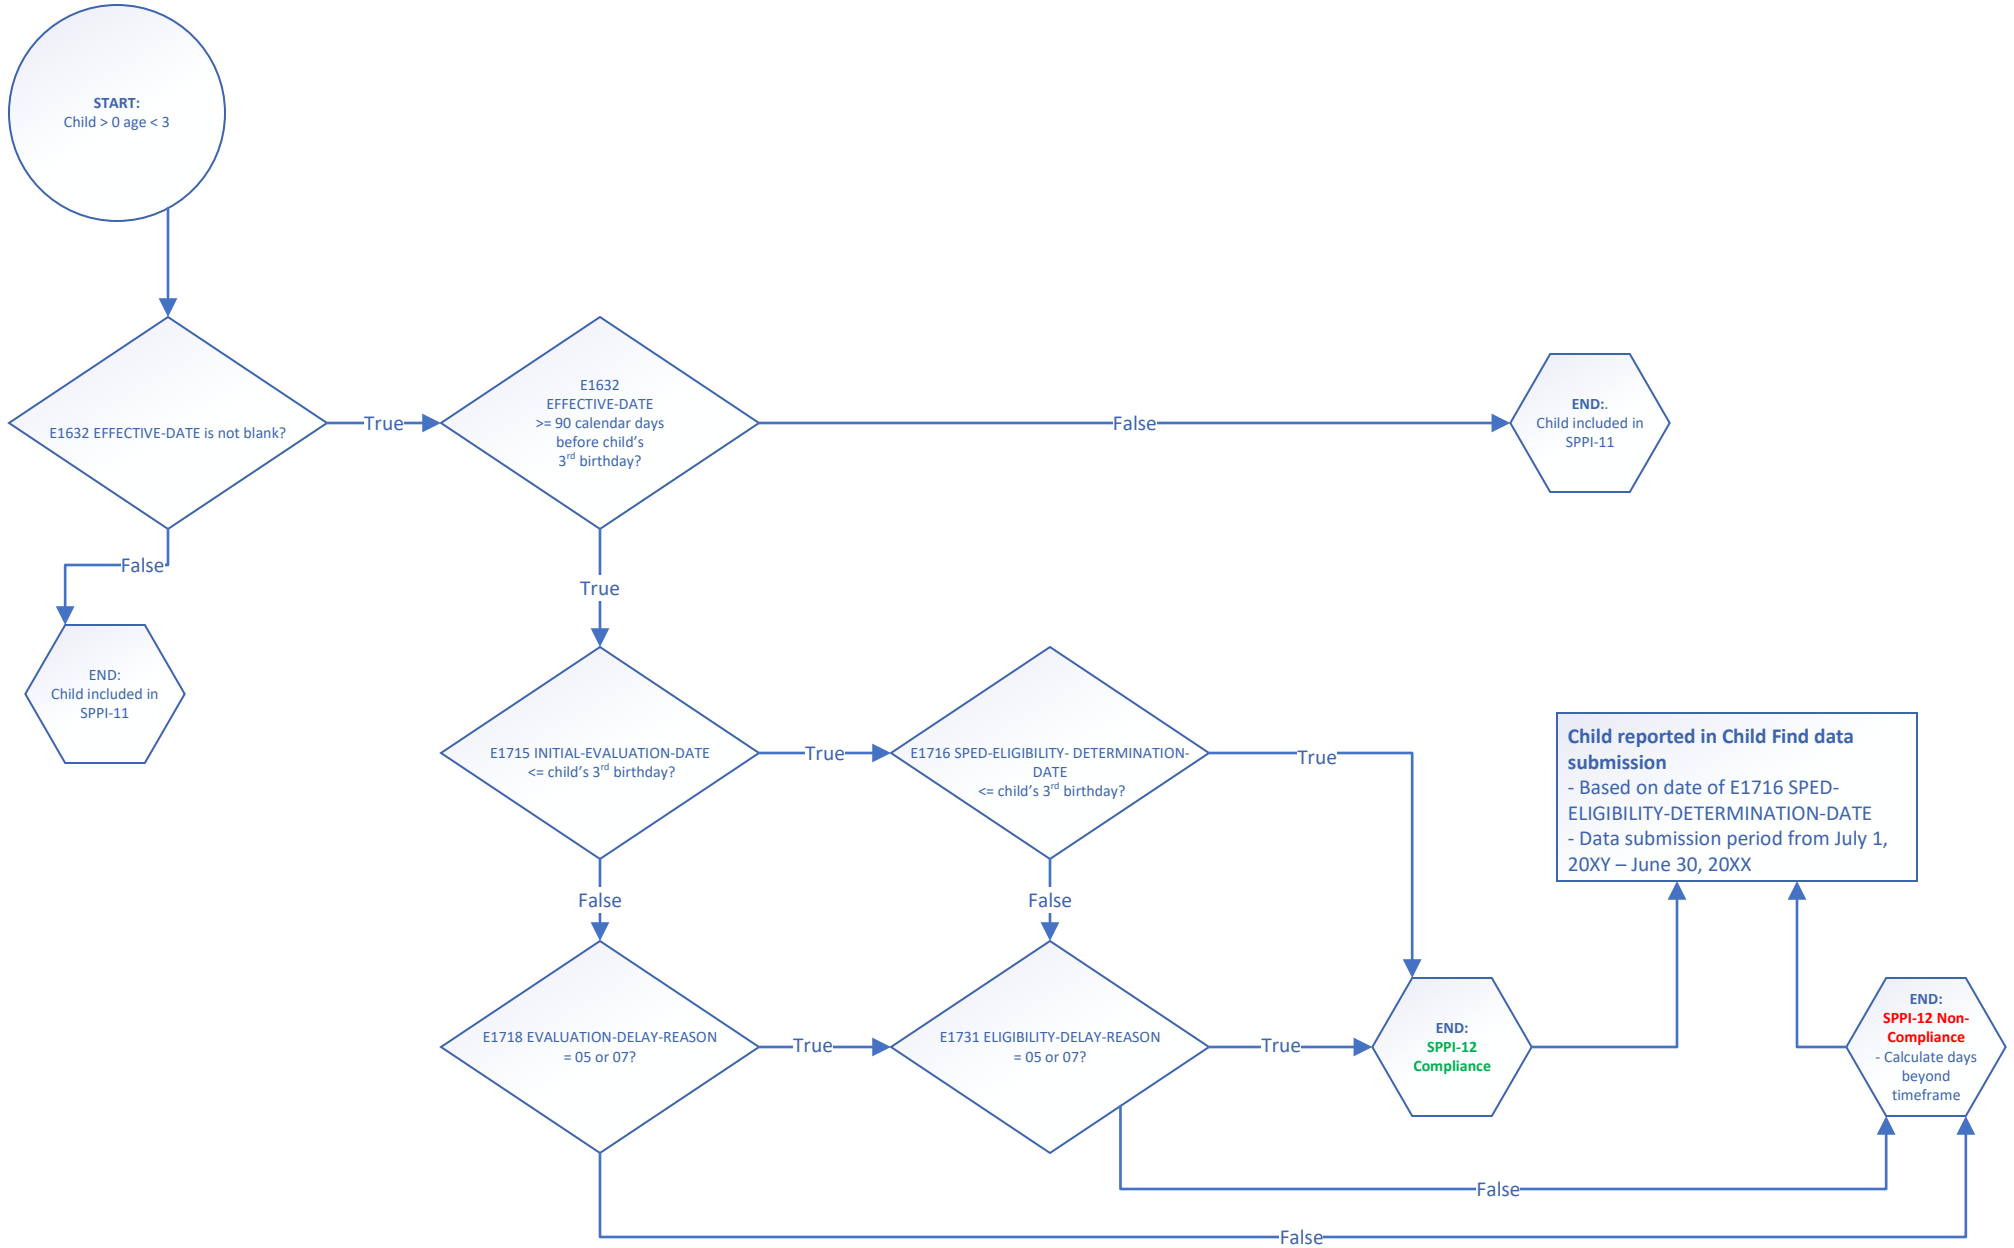 START:
Child > 0 age < 3
E1632 EFFECTIVE-DATE is not blank?
True
E1632
EFFECTIVE-DATE
>= 90 calendar days
before child's
3rd birthday?
False
END:.
Child included in
SPPI-11
False
END:
Child included in
SPPI-11
True
E1715 INITIAL-EVALUATION-DATE
<= child's 3rd birthday?
True
E1716 SPED-ELIGIBILITY- DETERMINATION-
DATE
<= child's 3rd birthday?
True
Child reported in Child Find data
submission
- Based on date of E1716 SPED-
ELIGIBILITY-DETERMINATION-DATE
- Data submission period from July 1,
20XY – June 30, 20XX
False
False
E1718 EVALUATION-DELAY-REASON
= 05 or 07?
True
E1731 ELIGIBILITY-DELAY-REASON
= 05 or 07?
True
END:
SPPI-12
Compliance
END:
SPPI-12 Non-
Compliance
- Calculate days
beyond
timeframe
False
False